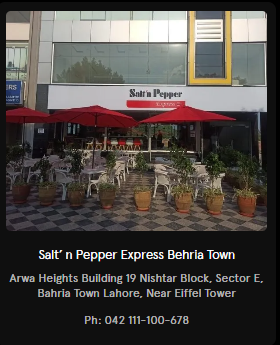 Salt'n Pepper
Salt' n Pepper Express Behria Town
Arwa Heights Building 19 Nishtar Block, Sector E,
Bahria Town Lahore, Near Eiffel Tower
Ph: 042 111-100-678